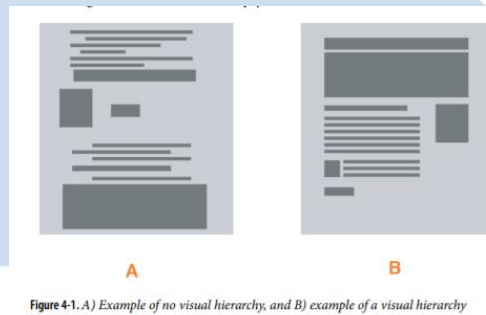 A
B
Figure 4-1. A) Example of no visual hierarchy, and B) example of a visual hierarchy